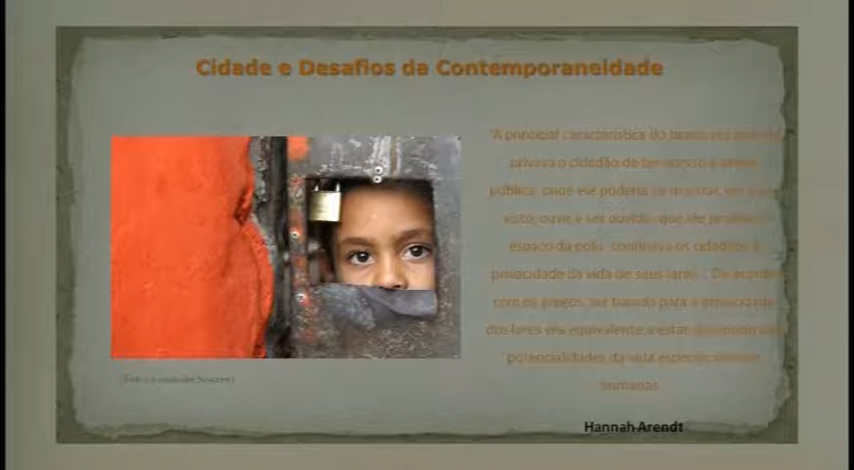 Cidade e Desafios da Contemporaneidade
"A principal característica do tirano era que ele
privava o cidadão de ter acesso à esfera
pública, onde ele poderia se mostrar, ver e ser
visto, ouvir e ser ouvido, que ele
espaço da polis, confinava os cidadãos à
privacidade da vida de seus lares... De acordo
com os gregos, ser banido para a privacidade
dos lares era equivalente a estar
potencialidades da vida especificamente
humanas
Hannah Arendt